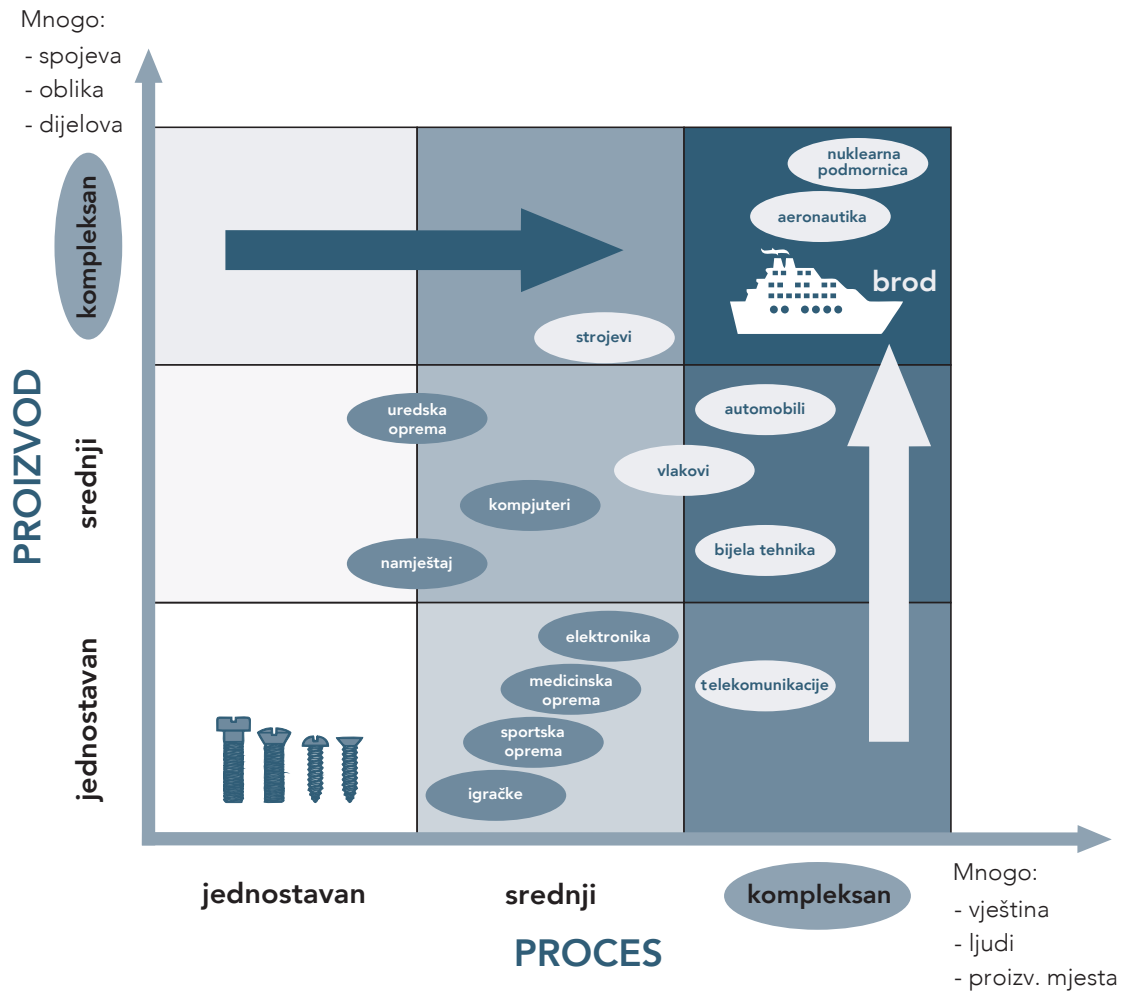 Mnogo:
- spojeva
- oblika
- dijelova
PROIZVOD
kompleksan
srednji
jednostavan
nuklearna
podmornica
aeronautika
brod
strojevi
uredska
oprema
automobili
vlakovi
kompjuteri
bijela tehnika
namještaj
elektronika
medicinska
oprema
telekomunikacije
sportska
oprema
igračke
jednostavan
srednji
kompleksan
PROCES
Mnogo:
- vještina
- ljudi
- proizv. mjesta